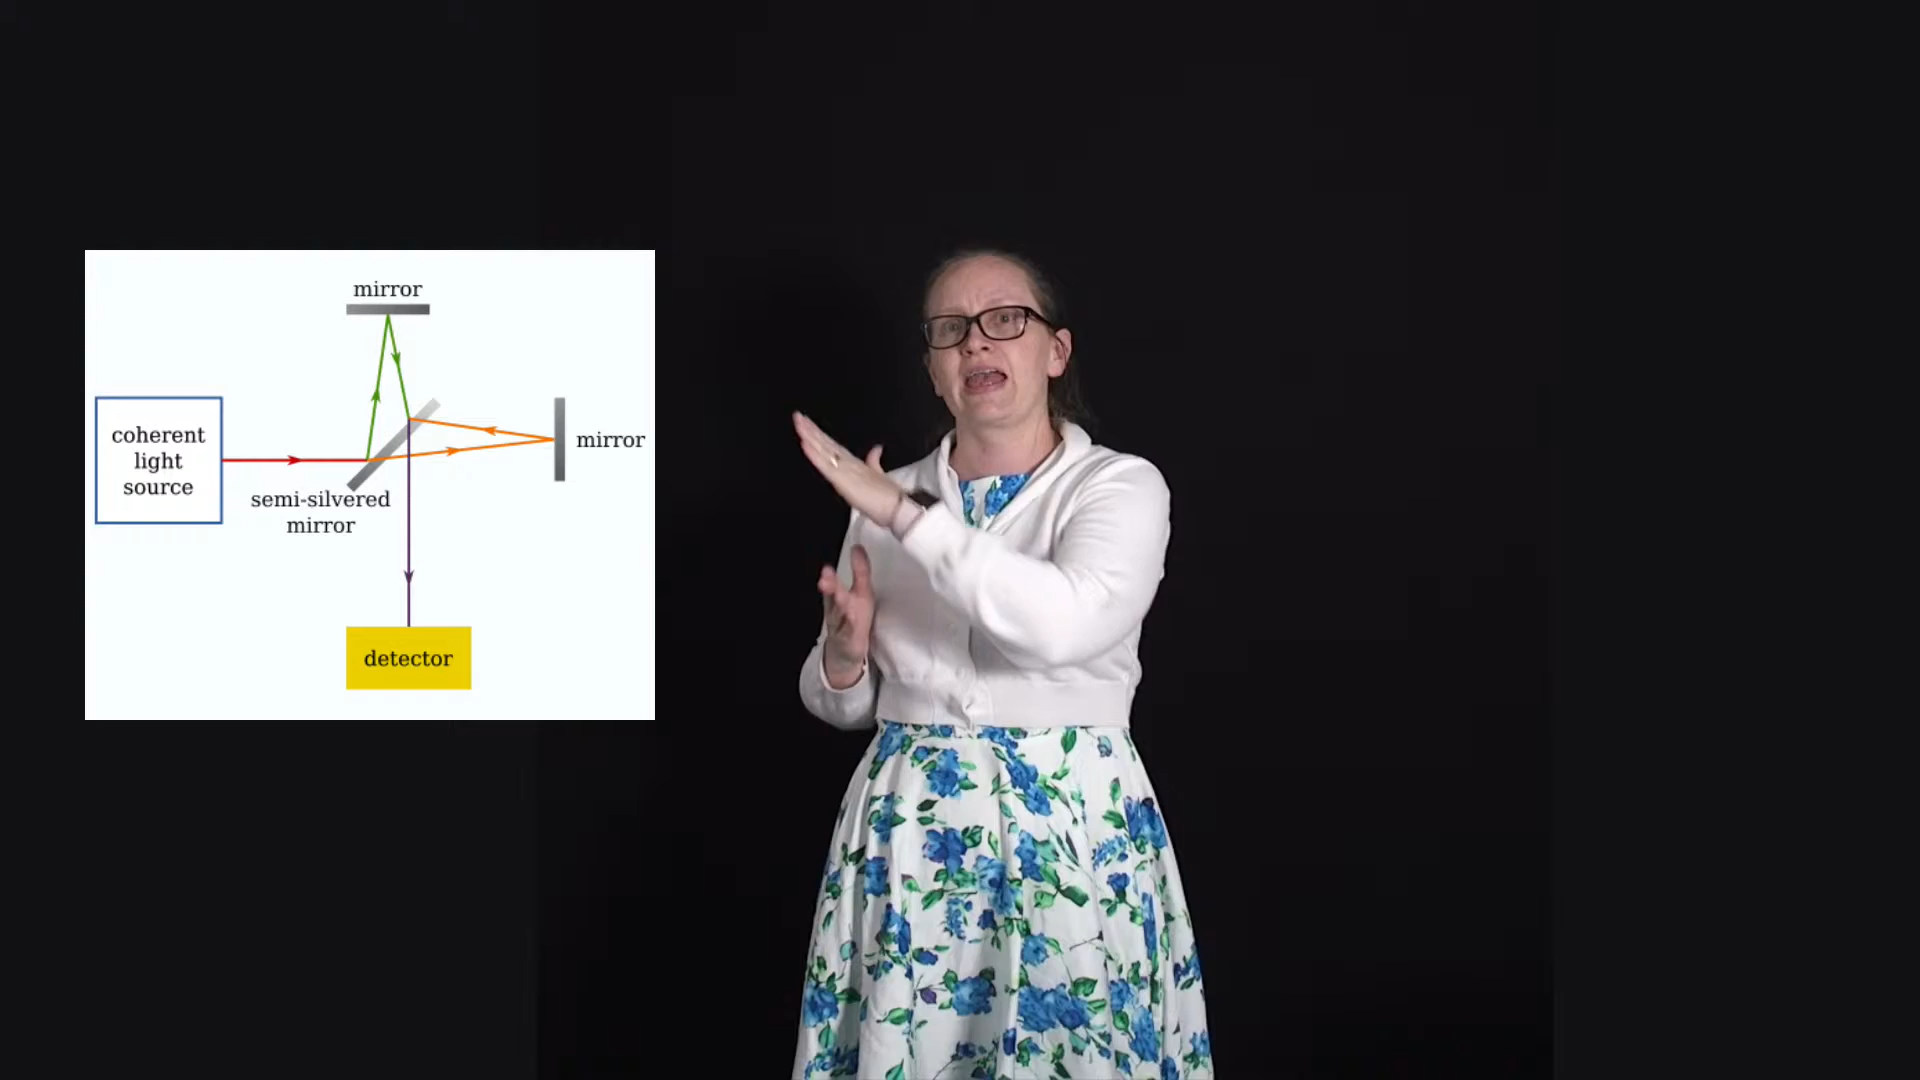 mirror
coherent
light
source
mirror
semi-silvered
mirror
detector